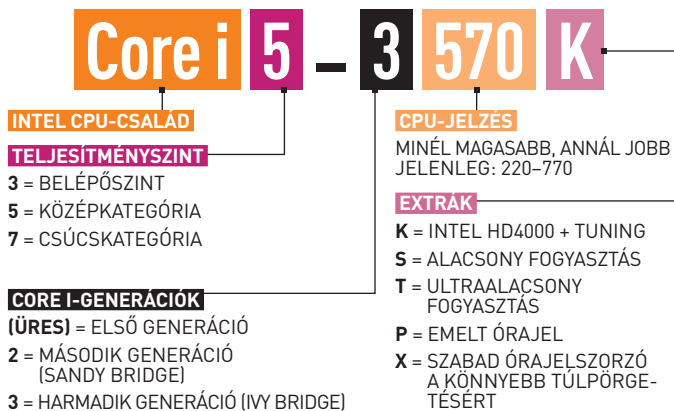 Core i 5 – 3 570 K
INTEL CPU-CSALÁD
TELJESÍTMÉNYSZINT
3 = BELÉPŐSZINT
5 = KÖZÉPKATEGÓRIA
7 = CSÚCSKATEGÓRIA
CORE I-GENERÁCIÓK
(ÜRES) = ELSŐ GENERÁCIÓ
2 = MÁSODIK GENERÁCIÓ
(SANDY BRIDGE)
3 = HARMADIK GENERÁCIÓ (IVY BRIDGE)
CPU-JELZÉS
MINÉL MAGASABB, ANNÁL JOBB
JELENLEG: 220–770
EXTRÁK
K = INTEL HD4000 + TUNING
S = ALACSONY FOGYASZTÁS
T = ULTRAALACSONY
FOGYASZTÁS
P = EMELT ÓRAJEL
X = SZABAD ÓRAJELSZORZÓ
A KÖNNYEBB TÚLPÖRGE-
TÉSÉRT